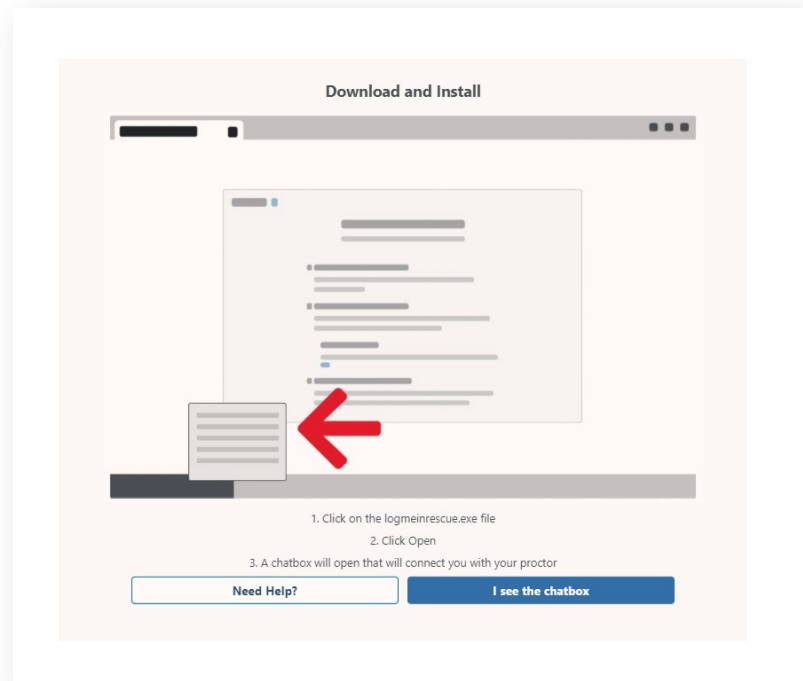 Download and Install
1. Click on the logmeinrescue.exe file
2. Click Open
3. A chatbox will open that will connect you with your proctor
Need Help?
I see the chatbox